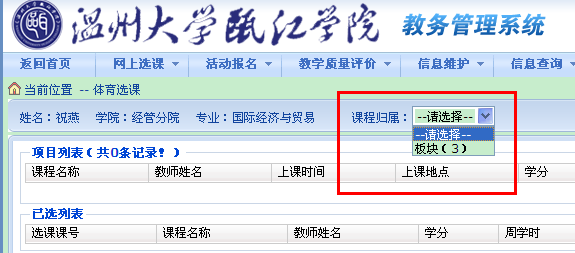 温州大学瓯江学院 教务管理系统
返回首页 网上选课 活动报名 教学质量评价 信息维护 信息查询
当前位置 -- 体育选课
姓名：祝燕 学院：经管分院 专业：国际经济与贸易 课程归属： --请选择--
--请选择--
板块（3）
项目列表（共0条记录！）
课程名称 教师姓名 上课时间 上课地点 学分
已选列表
选课课号 课程名称 教师姓名 学分 周学时